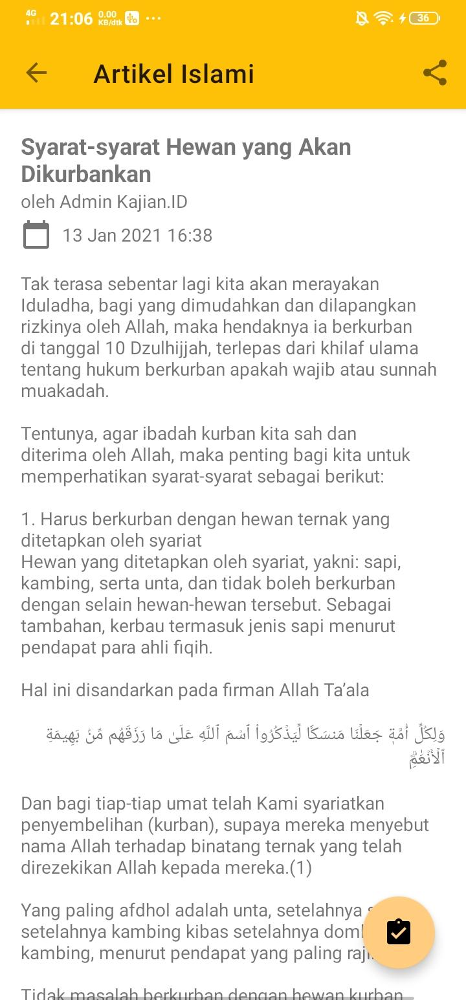 4G 21:06 0.00 KB/dtk ... 36
Artikel Islami
Syarat-syarat Hewan yang Akan
Dikurbankan
oleh Admin Kajian.ID
13 Jan 2021 16:38
Tak terasa sebentar lagi kita akan merayakan
Iduladha, bagi yang dimudahkan dan dilapangkan
rizkinya oleh Allah, maka hendaknya ia berkurban
di tanggal 10 Dzulhijjah, terlepas dari khilaf ulama
tentang hukum berkurban apakah wajib atau sunnah
muakadah.
Tentunya, agar ibadah kurban kita sah dan
diterima oleh Allah, maka penting bagi kita untuk
memperhatikan syarat-syarat sebagai berikut:
1. Harus berkurban dengan hewan ternak yang
ditetapkan oleh syariat
Hewan yang ditetapkan oleh syariat, yakni: sapi,
kambing, serta unta, dan tidak boleh berkurban
dengan selain hewan-hewan tersebut. Sebagai
tambahan, kerbau termasuk jenis sapi menurut
pendapat para ahli fiqih.
Hal ini disandarkan pada firman Allah Ta’ala
وَلِكُلِّ أُمَّةٖ جَعَلۡنَا مَنسَكٗا لِّيَذۡكُرُواْ ٱسۡمَ ٱللَّهِ عَلَىٰ مَا رَزَقَهُم مِّنۢ بَهِيمَةِ
ٱلۡأَنۡعَٰمِۗ
Dan bagi tiap-tiap umat telah Kami syariatkan
penyembelihan (kurban), supaya mereka menyebut
nama Allah terhadap binatang ternak yang telah
direzekikan Allah kepada mereka.(1)
Yang paling afdhol adalah unta, setelahnya
setelahnya kambing kibas setelahnya
kambing, menurut pendapat yang paling
Tidak masalah berkurban dengan hewan kurban